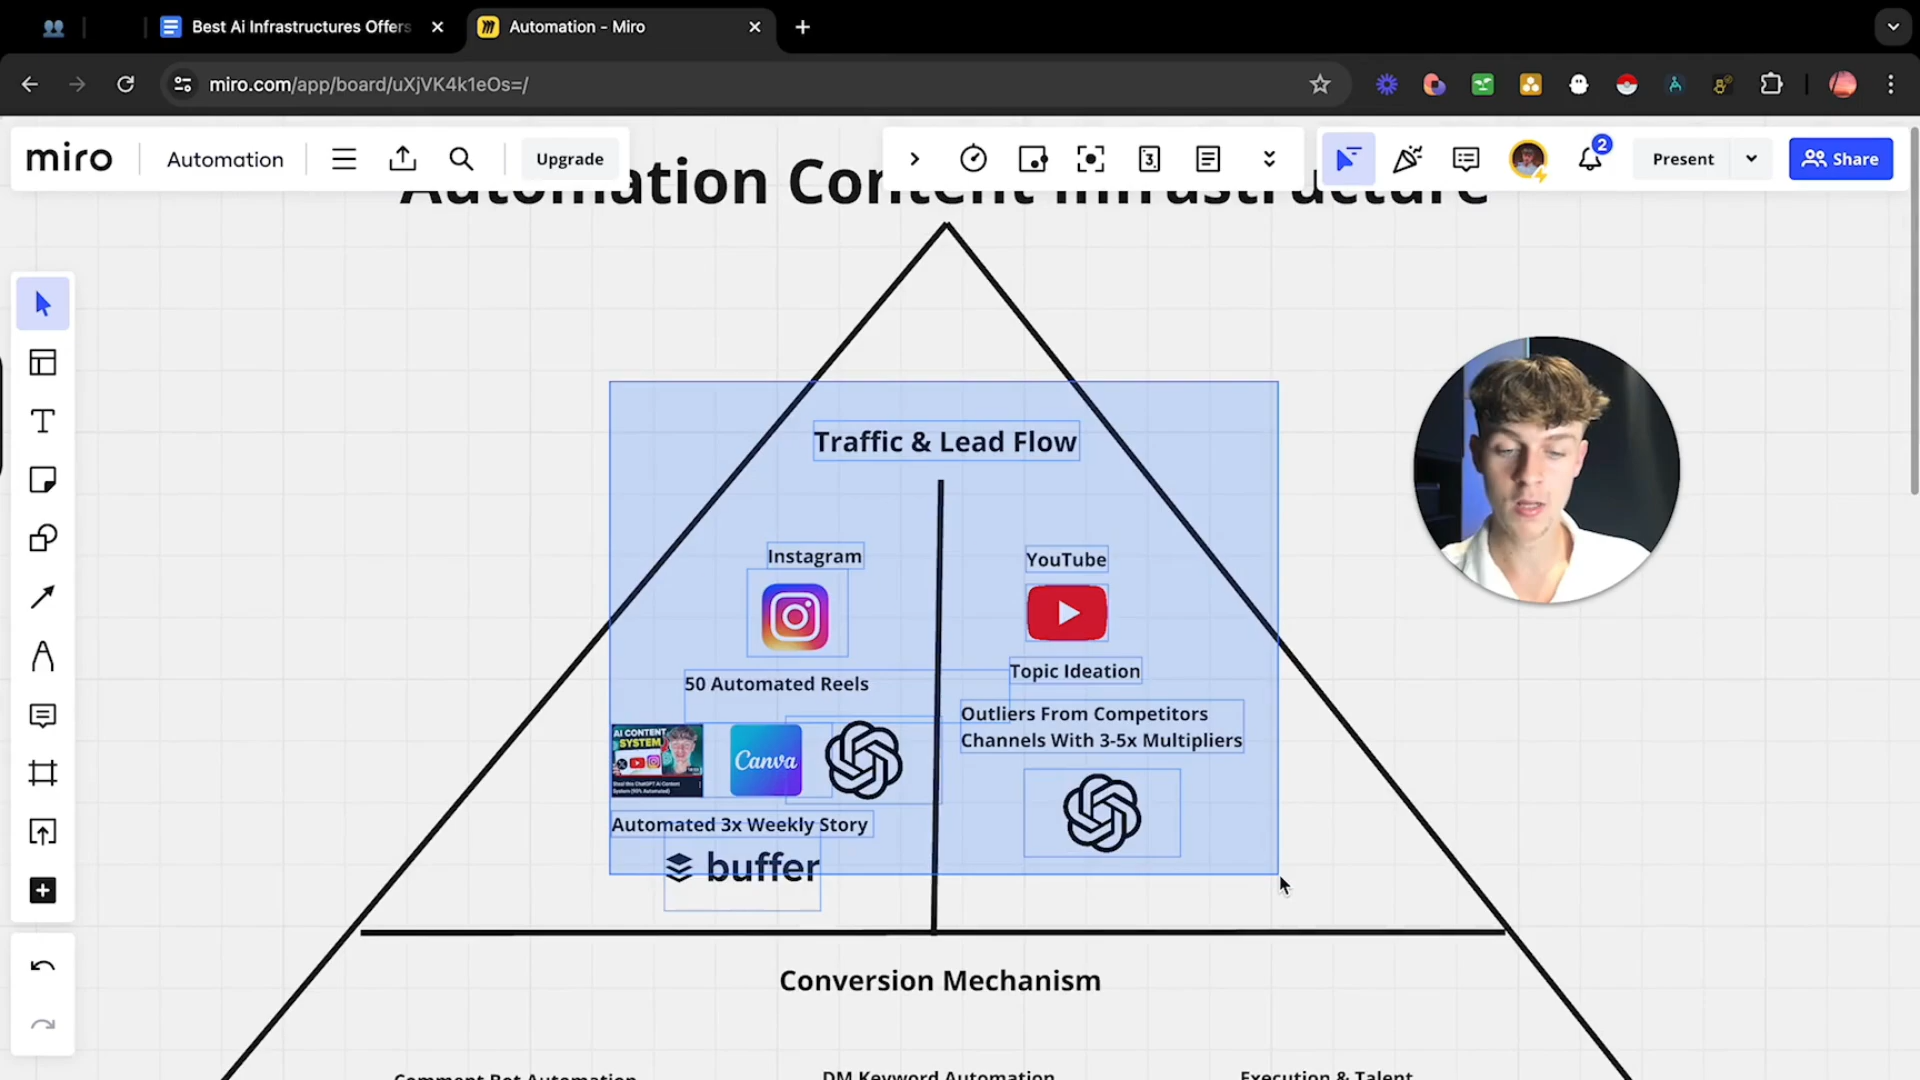 Best Ai Infrastructures Offers
Automation - Miro
miro.com/app/board/uXjVK4k1eOs=/
miro
Automation
Upgrade
3
2
Present
Share
Automation Content Infrastructure
Traffic & Lead Flow
Instagram
YouTube
50 Automated Reels
Topic Ideation
Outliers From Competitors
Channels With 3-5x Multipliers
AI CONTENT
SYSTEM
Canva
Automated 3x Weekly Story
buffer
Conversion Mechanism
Comment Bot Automation
DM Keyword Automation
Execution & Talent